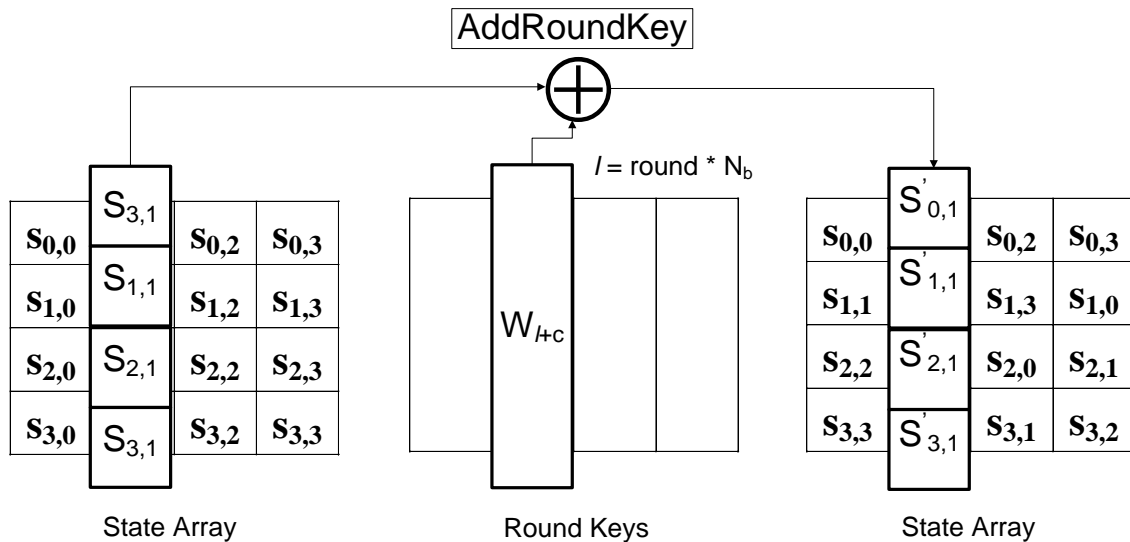 AddRoundKey
l = round * Nb
S3,1
S'0,1
s0,0 s0,2 s0,3
s0,0 s0,2 s0,3
S1,1
S'1,1
s1,0 s1,2 s1,3
s1,1 s1,3 s1,0
Wl+c
S2,1
S'2,1
s2,0 s2,2 s2,3
s2,2 s2,0 s2,1
S3,1
S'3,1
s3,0 s3,2 s3,3
s3,3 s3,1 s3,2
State Array
Round Keys
State Array